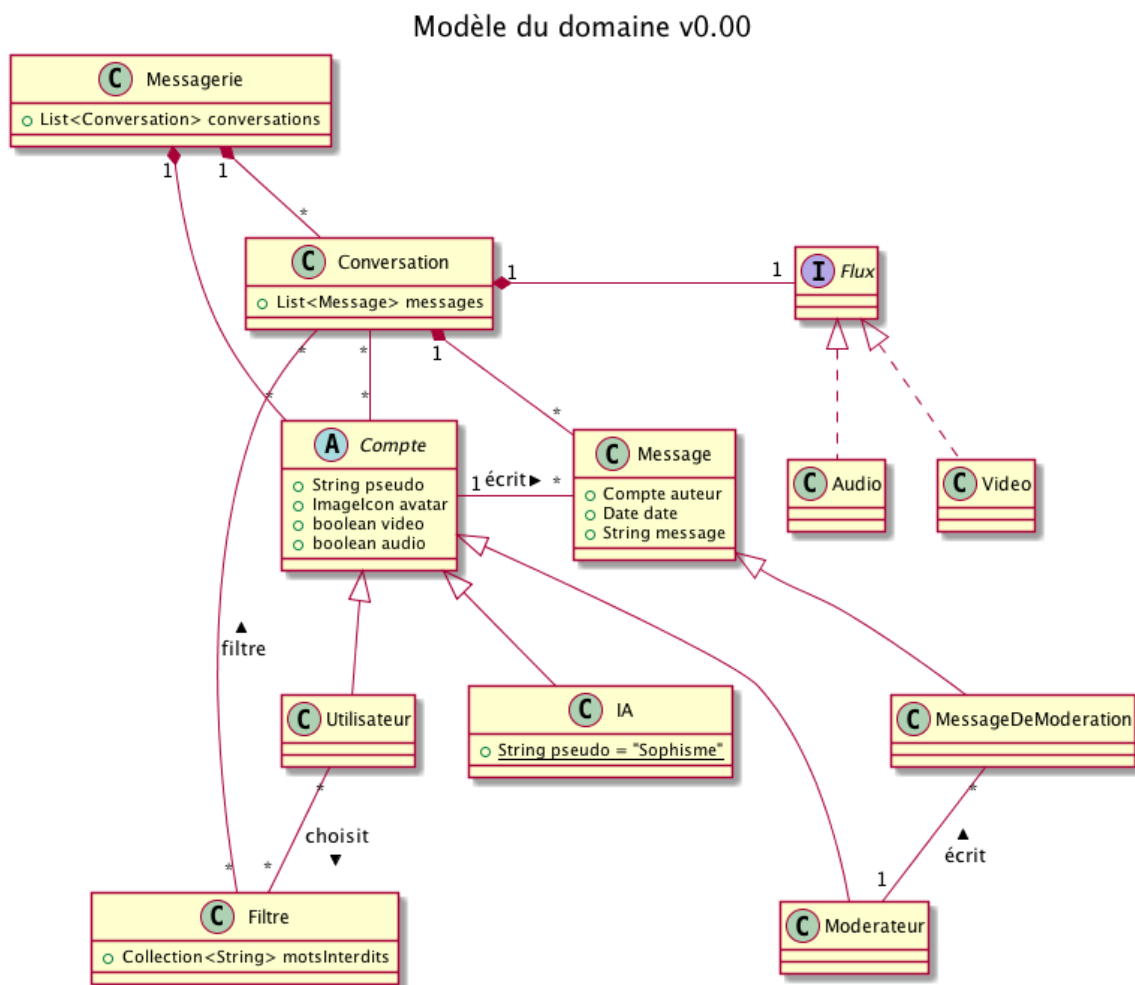 Modèle du domaine v0.00
C Messagerie
List<Conversation> conversations
1
1
*
C Conversation
List<Message> messages
1
1
I Flux
*
*
1
*
*
*
A Compte
String pseudo
ImageIcon avatar
boolean video
boolean audio
1 écrit► *
C Message
Compte auteur
Date date
String message
C Audio
C Video
▲
filtre
C Utilisateur
C IA
String pseudo = "Sophisme"
C MessageDeModeration
*
*
choisit
▼
▲
écrit
*
*
1
C Filtre
Collection<String> motsInterdits
C Moderateur